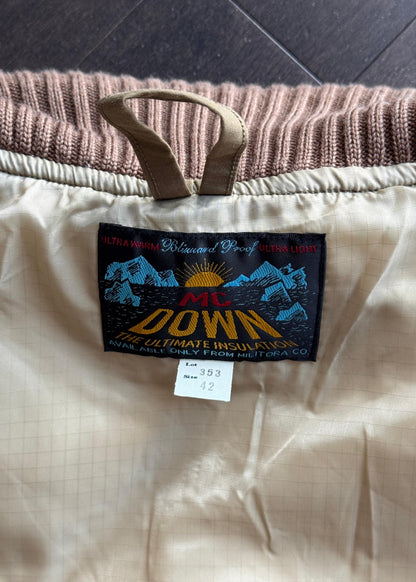 ULTRA WARM Blizzard Proof ULTRA LIGHT
MC
DOWN
THE ULTIMATE INSULATION
AVAILABLE ONLY FROM MILITORA CO.
Lot 353
Size 42